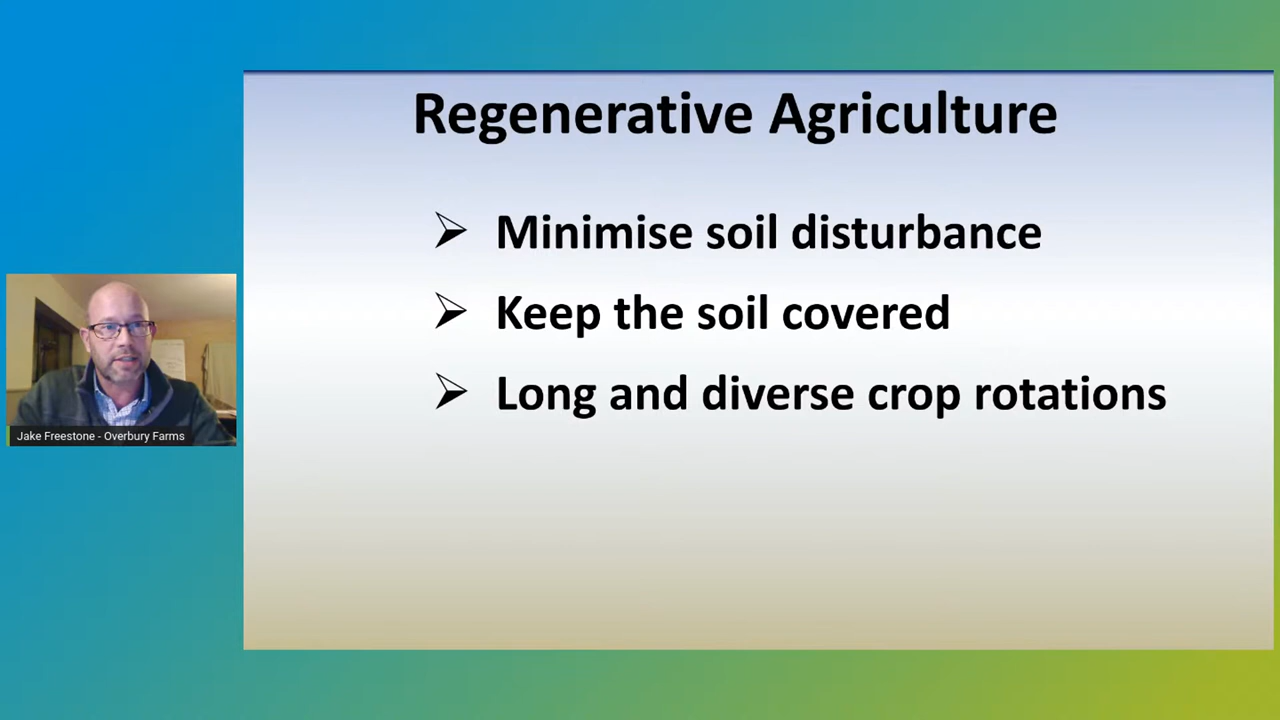 Regenerative Agriculture
Minimise soil disturbance
Keep the soil covered
Long and diverse crop rotations
Jake Freestone - Overbury Farms